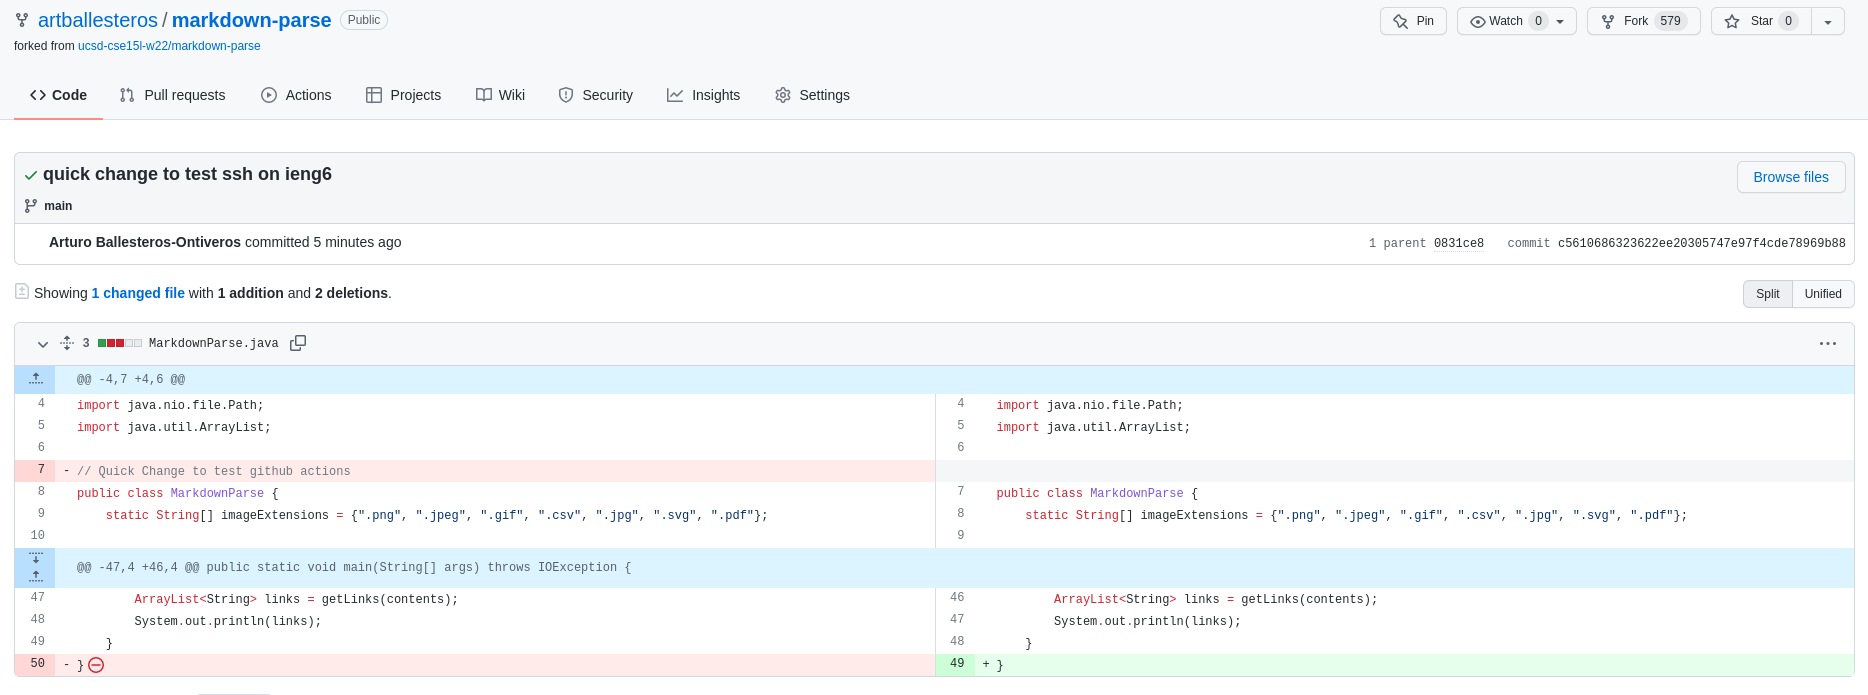 artballesteros / markdown-parse Public
Pin Watch 0 Fork 579 Star 0
forked from ucsd-cse15l-w22/markdown-parse
Code Pull requests Actions Projects Wiki Security Insights Settings
quick change to test ssh on ieng6
Browse files
main
Arturo Ballesteros-Ontiveros committed 5 minutes ago
1 parent 0831ce8 commit c5610686323622ee20305747e97f4cde78969b88
Showing 1 changed file with 1 addition and 2 deletions.
Split Unified
3 MarkdownParse.java
@@ -4,7 +4,6 @@
4 import java.nio.file.Path; 4 import java.nio.file.Path;
5 import java.util.ArrayList; 5 import java.util.ArrayList;
6 6
7 - // Quick Change to test github actions
8 public class MarkdownParse { 7 public class MarkdownParse {
9 static String[] imageExtensions = {".png", ".jpeg", ".gif", ".csv", ".jpg", ".svg", ".pdf"}; 8 static String[] imageExtensions = {".png", ".jpeg", ".gif", ".csv", ".jpg", ".svg", ".pdf"};
10 9
@@ -47,4 +46,4 @@ public static void main(String[] args) throws IOException {
47 ArrayList<String> links = getLinks(contents); 46 ArrayList<String> links = getLinks(contents);
48 System.out.println(links); 47 System.out.println(links);
49 } 48 }
50 - } 49 + }